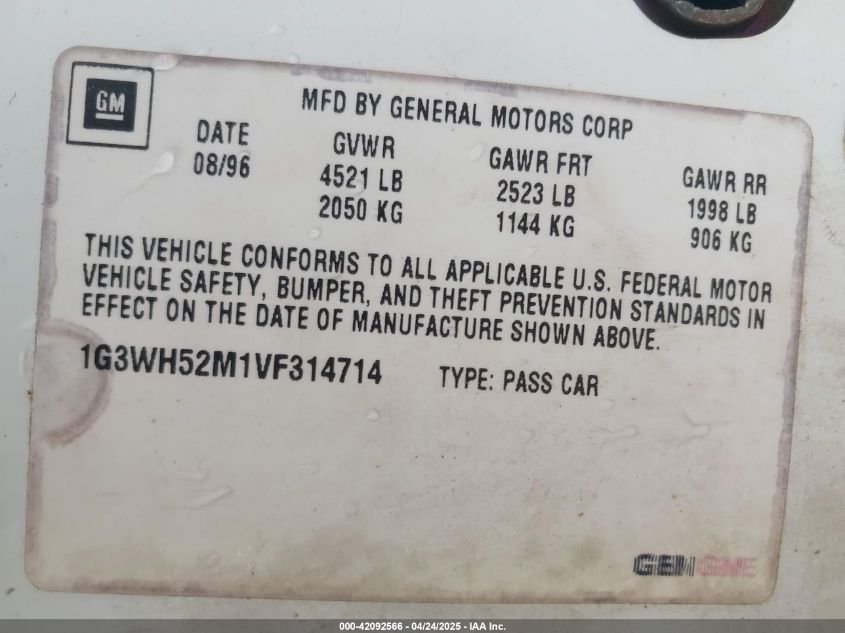 GM
MFD BY GENERAL MOTORS CORP
DATE GVWR GAWR FRT GAWR RR
08/96 4521 LB 2523 LB 1998 LB
2050 KG 1144 KG 906 KG
THIS VEHICLE CONFORMS TO ALL APPLICABLE U.S. FEDERAL MOTOR
VEHICLE SAFETY, BUMPER, AND THEFT PREVENTION STANDARDS IN
EFFECT ON THE DATE OF MANUFACTURE SHOWN ABOVE.
1G3WH52M1VF314714 TYPE: PASS CAR
000-42092566 - 04/24/2025 - IAA Inc.